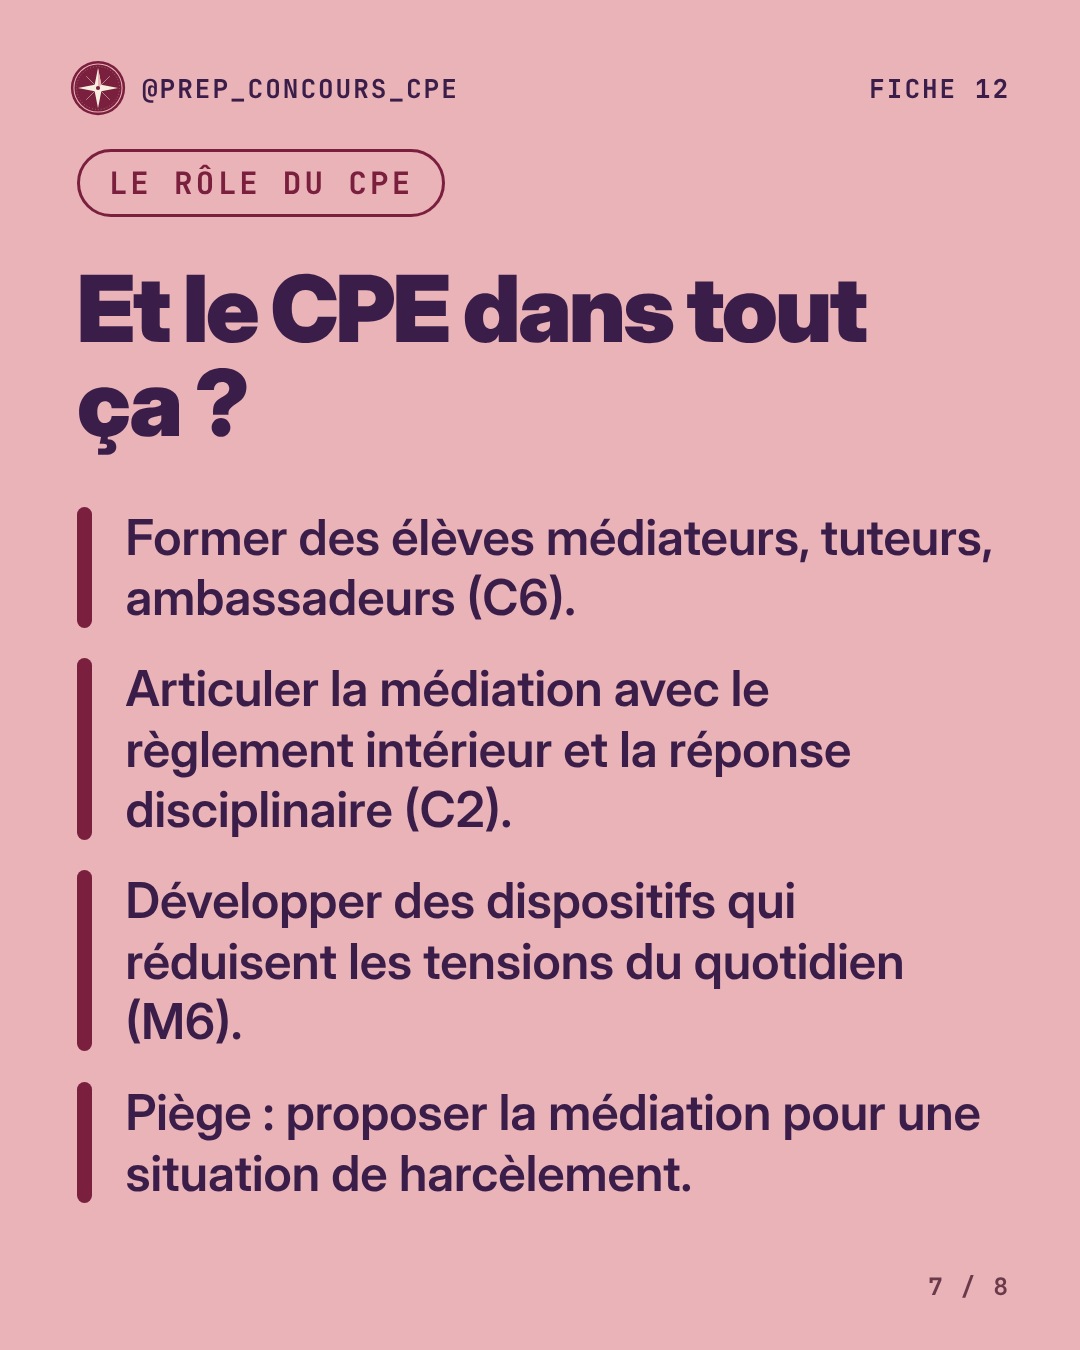 @PREP_CONCOURS_CPE
FICHE 12
LE RÔLE DU CPE
Et le CPE dans tout
ça ?
Former des élèves médiateurs, tuteurs,
ambassadeurs (C6).
Articuler la médiation avec le
règlement intérieur et la réponse
disciplinaire (C2).
Développer des dispositifs qui
réduisent les tensions du quotidien
(M6).
Piège : proposer la médiation pour une
situation de harcèlement.
7 / 8